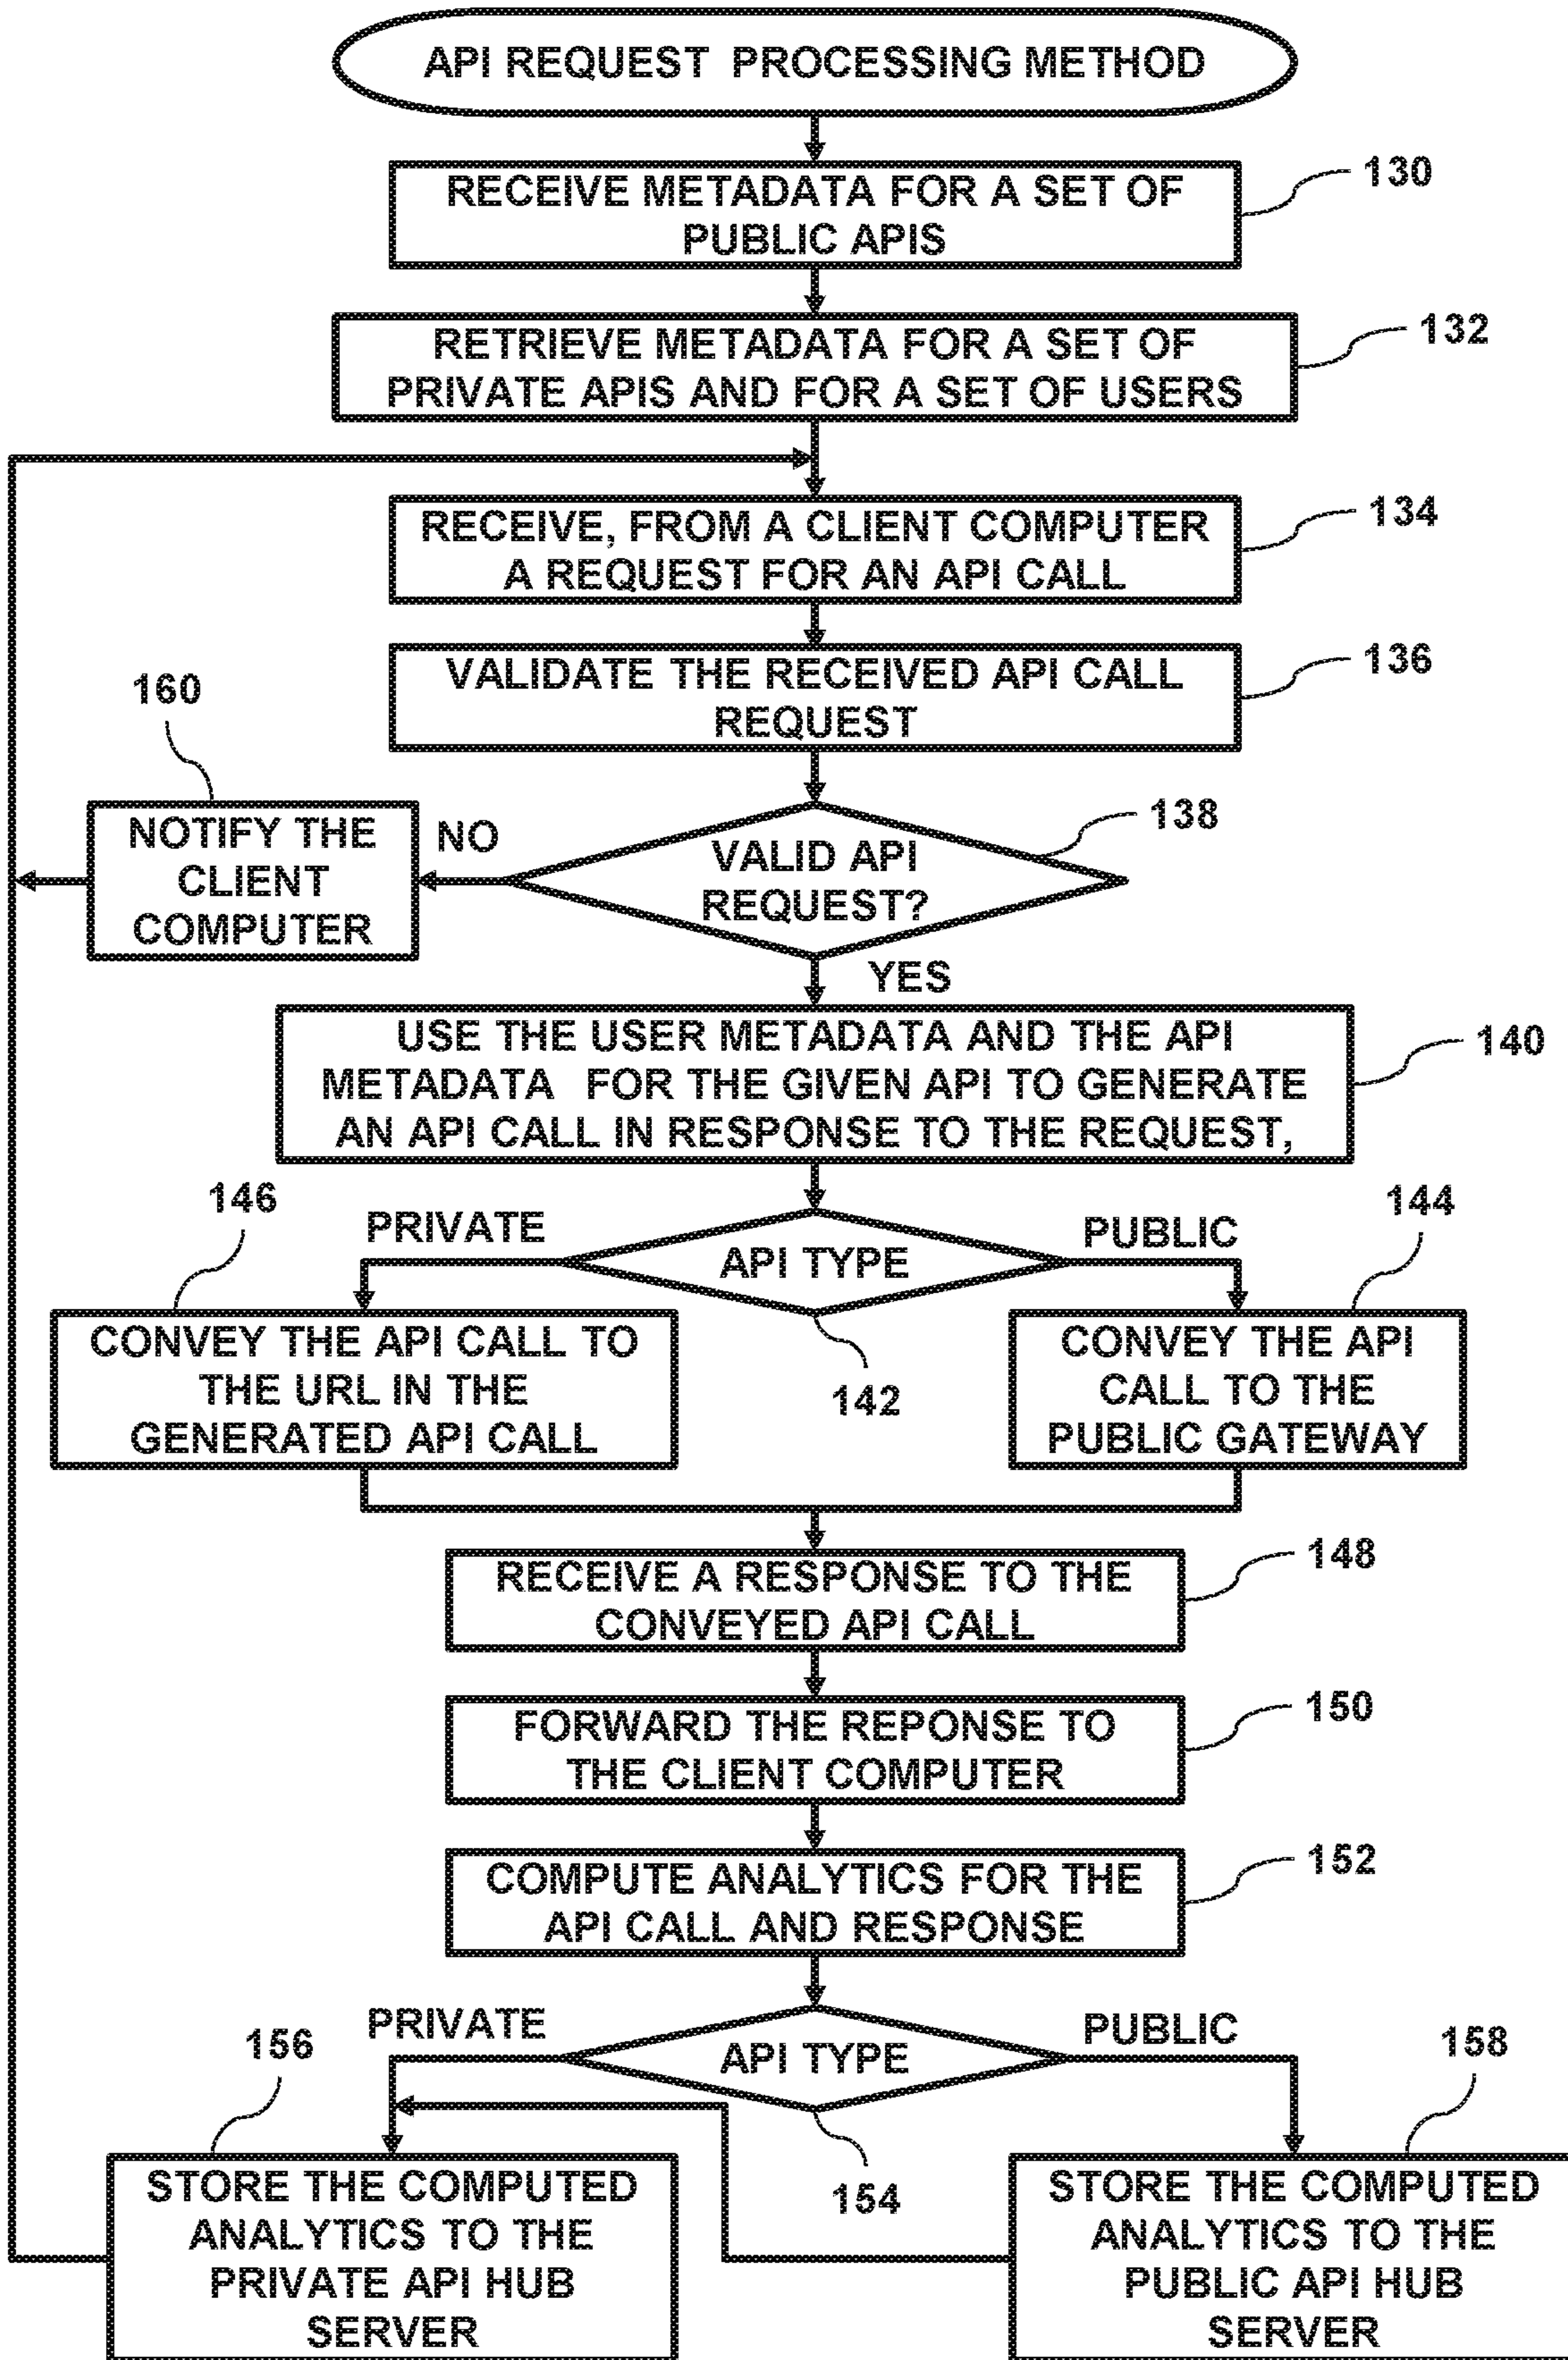 API REQUEST PROCESSING METHOD
RECEIVE METADATA FOR A SET OF
PUBLIC APIS
130
RETRIEVE METADATA FOR A SET OF
PRIVATE APIS AND FOR A SET OF USERS
132
RECEIVE, FROM A CLIENT COMPUTER
A REQUEST FOR AN API CALL
134
VALIDATE THE RECEIVED API CALL
REQUEST
136
160
NOTIFY THE
CLIENT
COMPUTER
NO
VALID API
REQUEST?
138
YES
USE THE USER METADATA AND THE API
METADATA FOR THE GIVEN API TO GENERATE
AN API CALL IN RESPONSE TO THE REQUEST,
140
146
PRIVATE
API TYPE
PUBLIC
144
142
CONVEY THE API CALL TO
THE URL IN THE
GENERATED API CALL
CONVEY THE API
CALL TO THE
PUBLIC GATEWAY
RECEIVE A RESPONSE TO THE
CONVEYED API CALL
148
FORWARD THE REPONSE TO
THE CLIENT COMPUTER
150
COMPUTE ANALYTICS FOR THE
API CALL AND RESPONSE
152
156
PRIVATE
API TYPE
PUBLIC
158
154
STORE THE COMPUTED
ANALYTICS TO THE
PRIVATE API HUB
SERVER
STORE THE COMPUTED
ANALYTICS TO THE
PUBLIC API HUB
SERVER